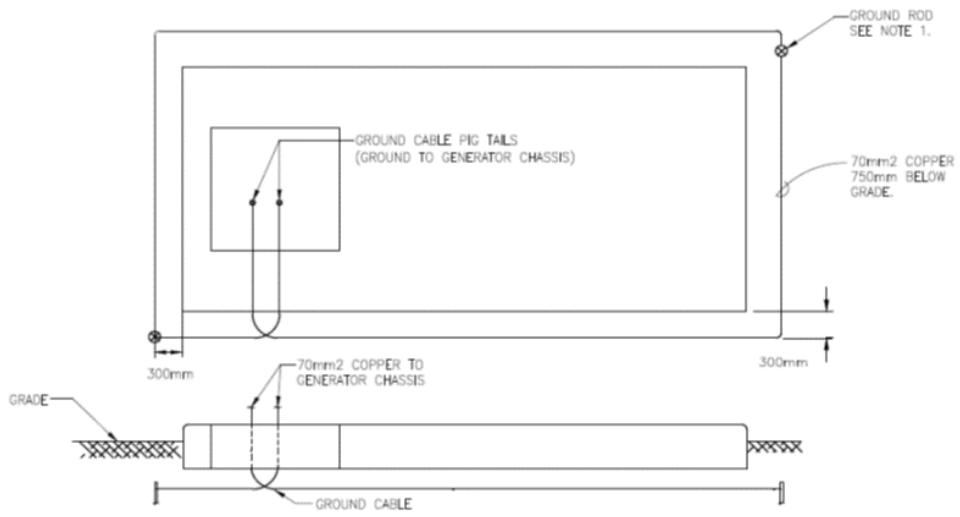 GROUND ROD
SEE NOTE 1.
GROUND CABLE PIG TAILS
(GROUND TO GENERATOR CHASSIS)
70mm2 COPPER
750mm BELOW
GRADE.
300mm
300mm
70mm2 COPPER TO
GENERATOR CHASSIS
GRADE
GROUND CABLE